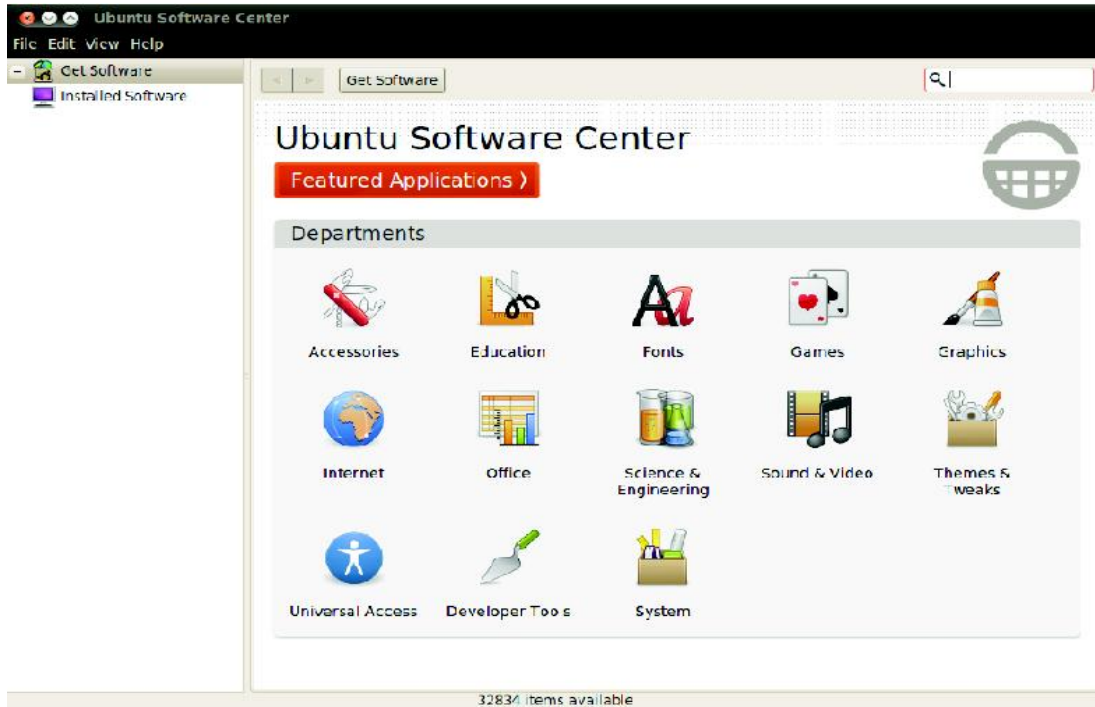 Ubuntu Software Center
File Edit View Help
Get Software
Installed Software
Get Software
Ubuntu Software Center
Featured Applications 〉
Departments
Accessories
Education
Fonts
Games
Graphics
Internet
Office
Science &
Engineering
Sound & Video
Themes &
Tweaks
Universal Access
Developer Tools
System
32834 items available